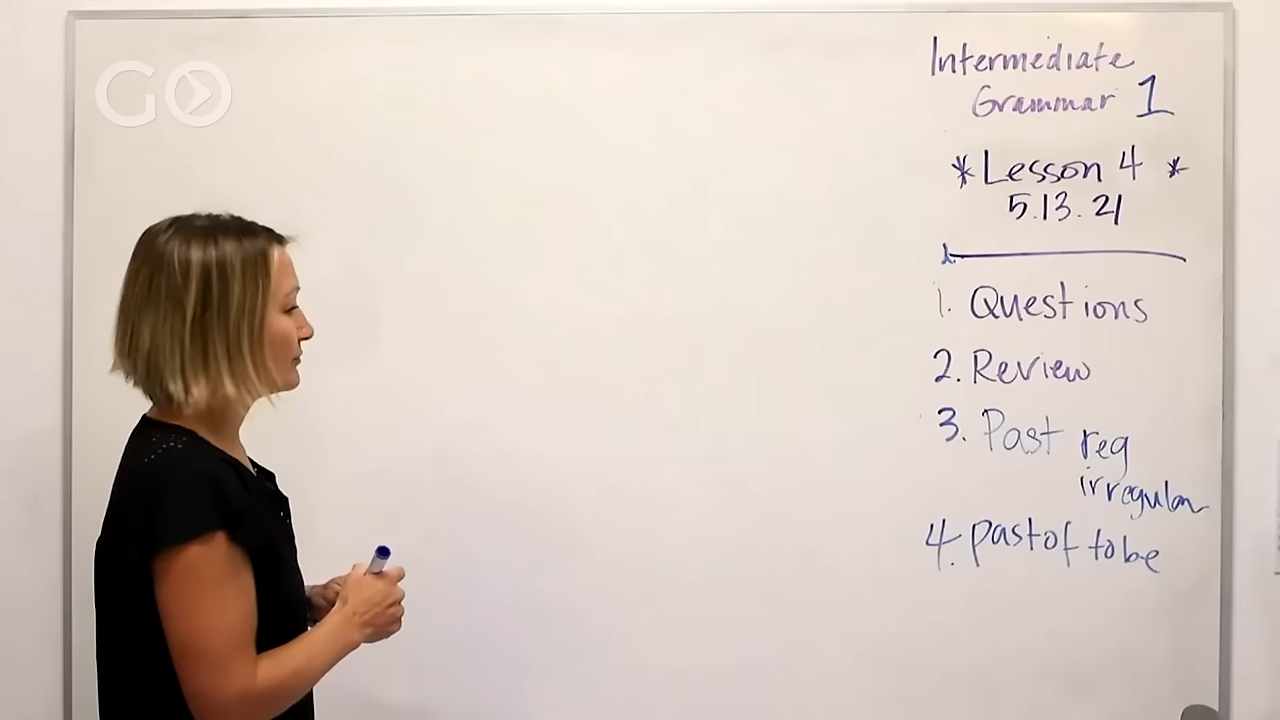 GO
Intermediate
Grammar 1
*Lesson 4 *
5.13.21
1. Questions
2. Review
3. Past reg
irregular
4. past of to be